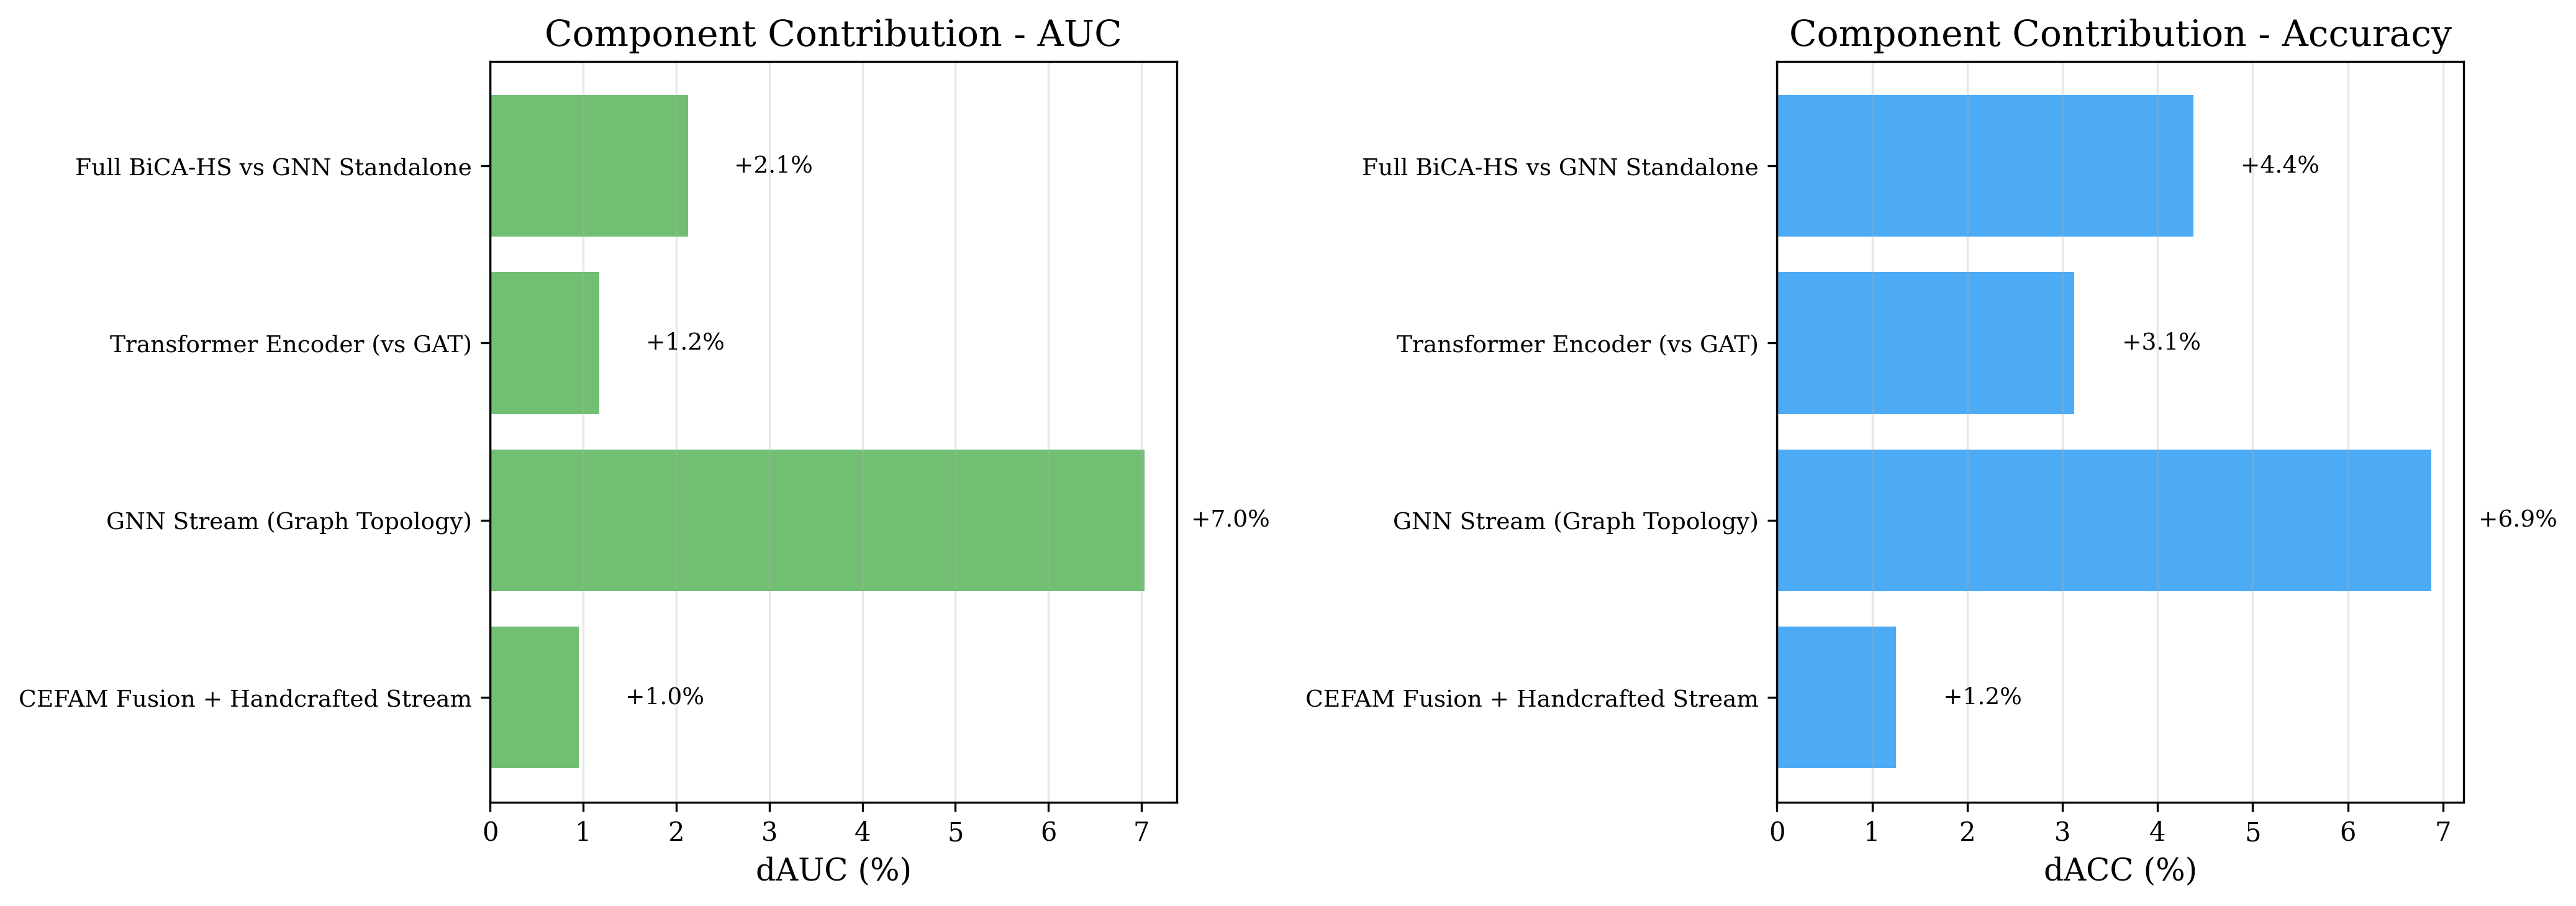 Component Contribution - AUC
Full BiCA-HS vs GNN Standalone
+2.1%
Transformer Encoder (vs GAT)
+1.2%
GNN Stream (Graph Topology)
+7.0%
CEFAM Fusion + Handcrafted Stream
+1.0%
0 1 2 3 4 5 6 7
dAUC (%)
Component Contribution - Accuracy
Full BiCA-HS vs GNN Standalone
+4.4%
Transformer Encoder (vs GAT)
+3.1%
GNN Stream (Graph Topology)
+6.9%
CEFAM Fusion + Handcrafted Stream
+1.2%
0 1 2 3 4 5 6 7
dACC (%)